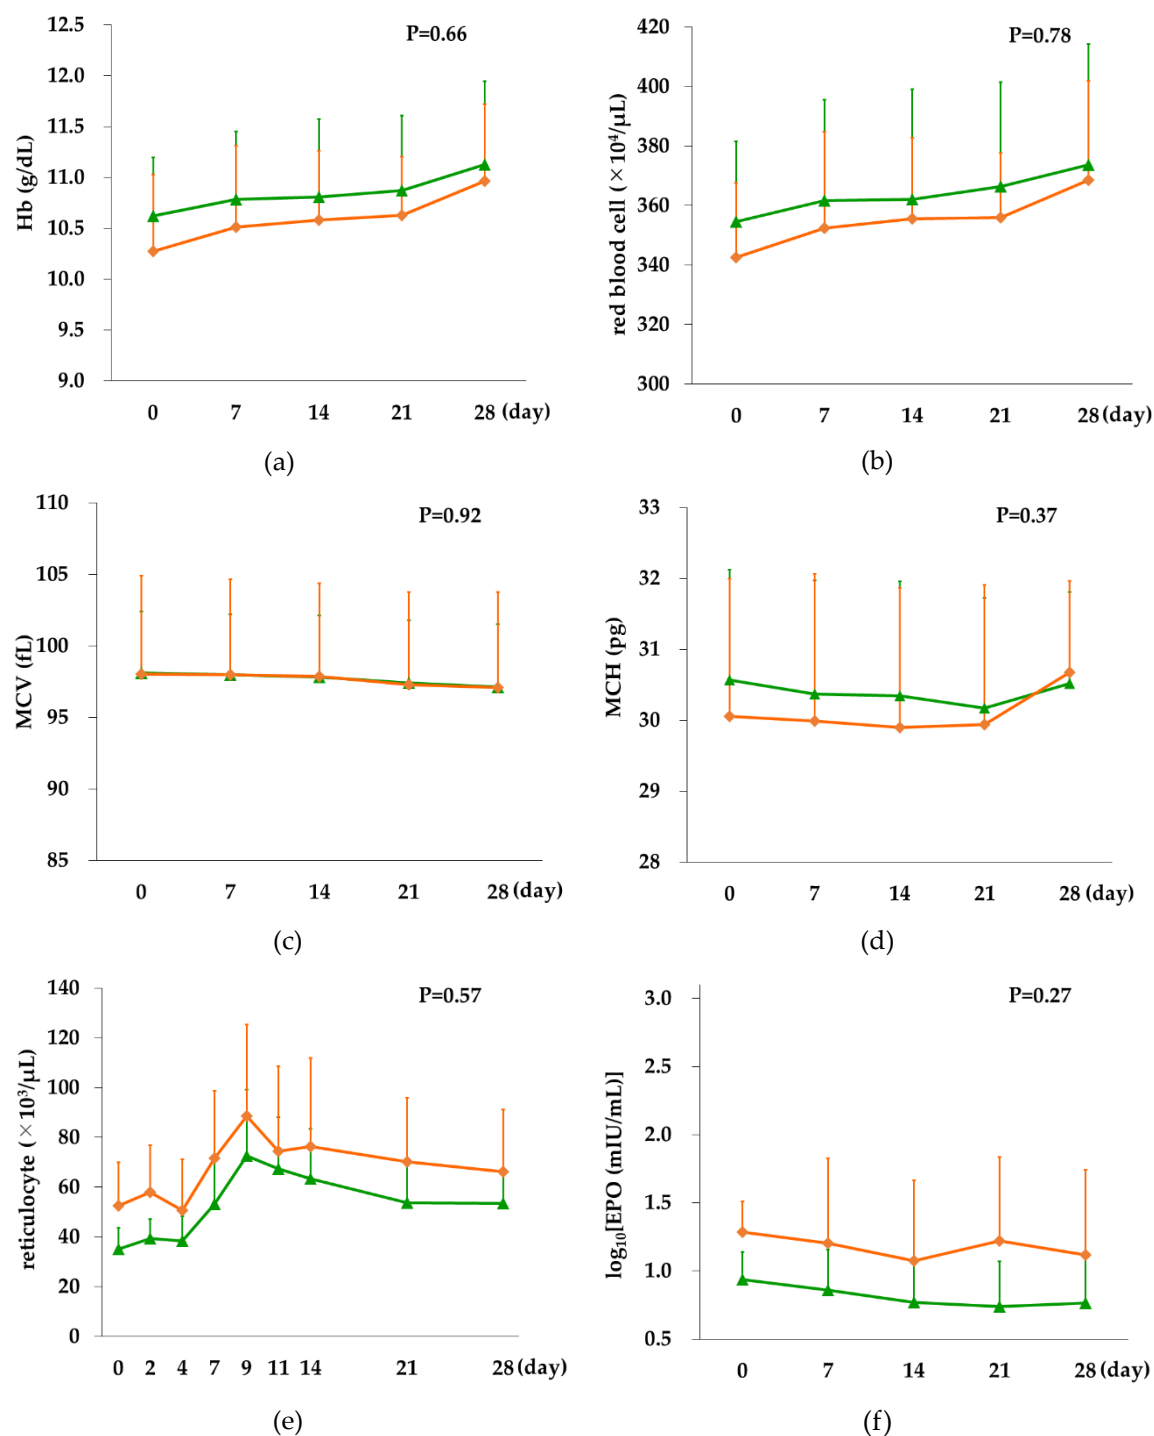 P=0.66
Hb (g/dL)
12.5
12.0
11.5
11.0
10.5
10.0
9.5
9.0
0 7 14 21 28 (day)
(a)
P=0.78
red blood cell (×10⁴/μL)
420
400
380
360
340
320
300
0 7 14 21 28 (day)
(b)
P=0.92
MCV (fL)
110
105
100
95
90
85
0 7 14 21 28 (day)
(c)
P=0.37
MCH (pg)
33
32
31
30
29
28
0 7 14 21 28 (day)
(d)
P=0.57
reticulocyte (×10³/μL)
140
120
100
80
60
40
20
0
0 2 4 7 9 11 14 21 28 (day)
(e)
P=0.27
log₁₀[EPO (mIU/mL)]
3.0
2.5
2.0
1.5
1.0
0.5
0 7 14 21 28 (day)
(f)